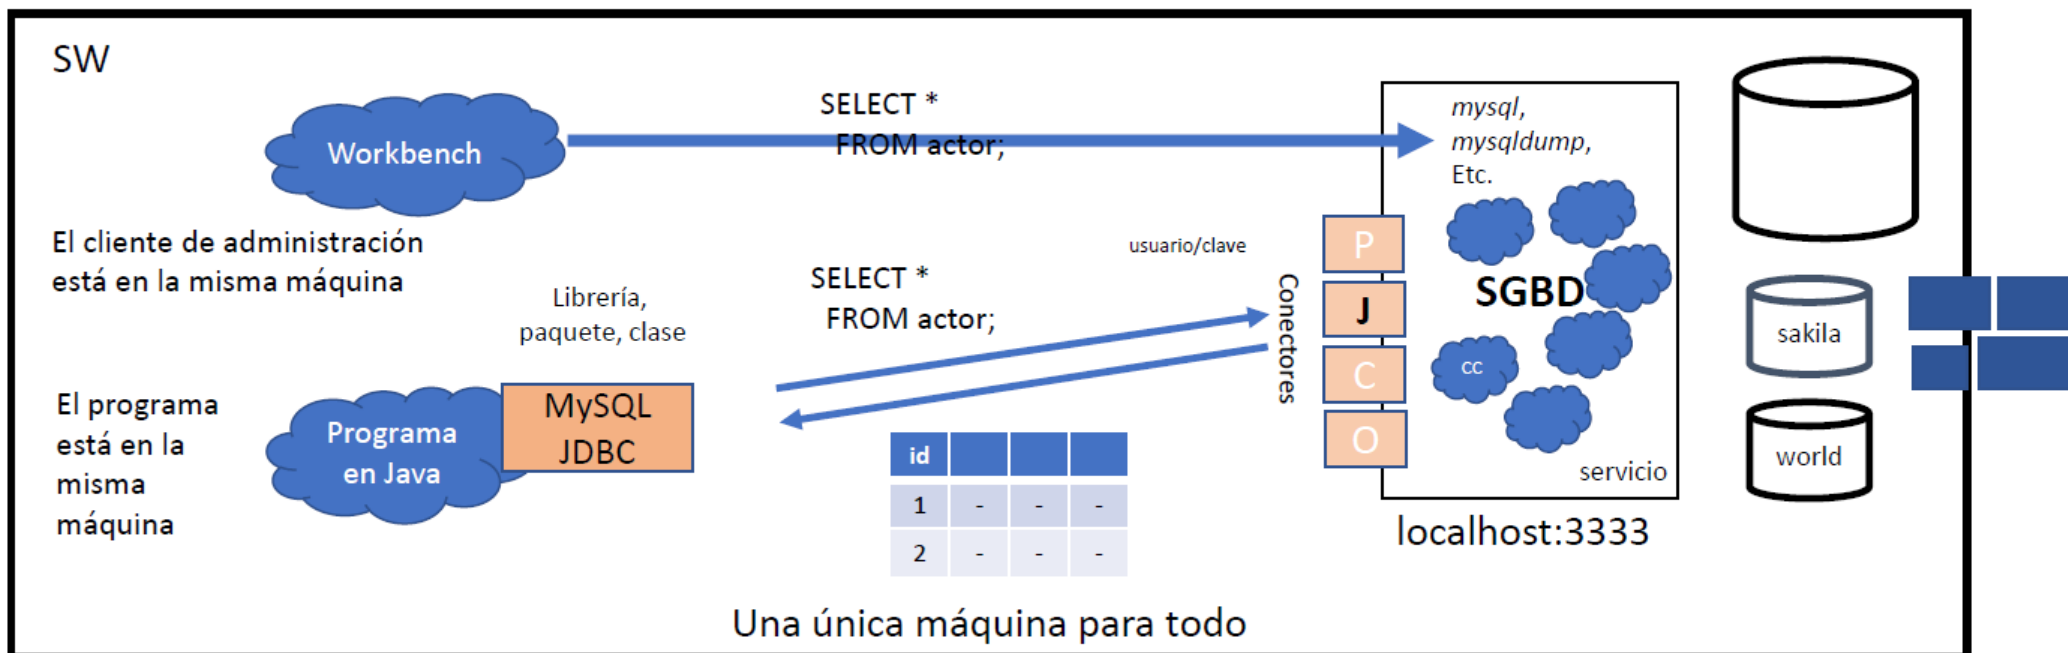 SW
Workbench
SELECT *
FROM actor;
mysql,
mysqldump,
Etc.
El cliente de administración
está en la misma máquina
usuario/clave
SELECT *
FROM actor;
Librería,
paquete, clase
Conectores
P
J
C
O
SGBD
cc
servicio
localhost:3333
sakila
world
El programa
está en la
misma
máquina
Programa
en Java
MySQL
JDBC
id
1 - - -
2 - - -
Una única máquina para todo